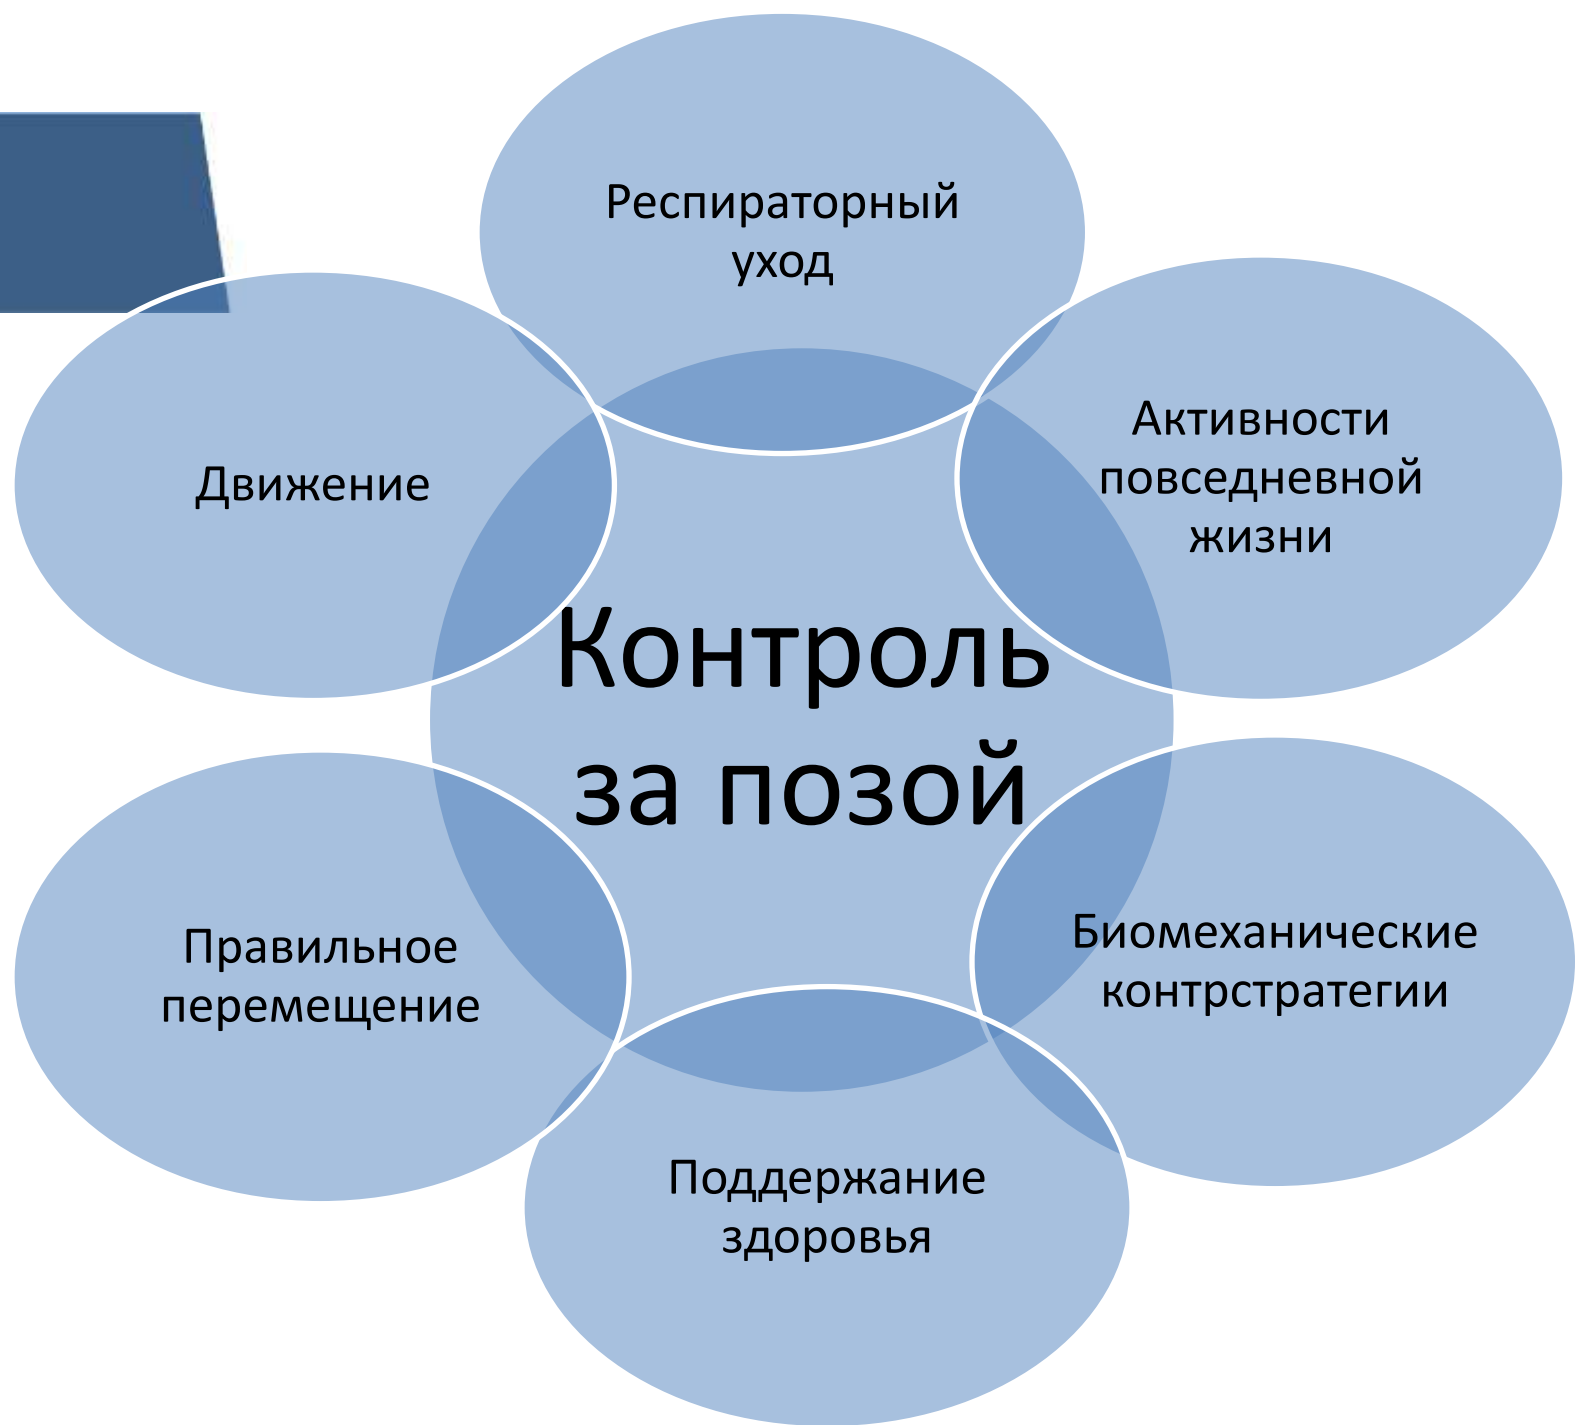 Респираторный
уход
Активности
повседневной
жизни
Движение
Контроль
за позой
Биомеханические
контрстратегии
Правильное
перемещение
Поддержание
здоровья